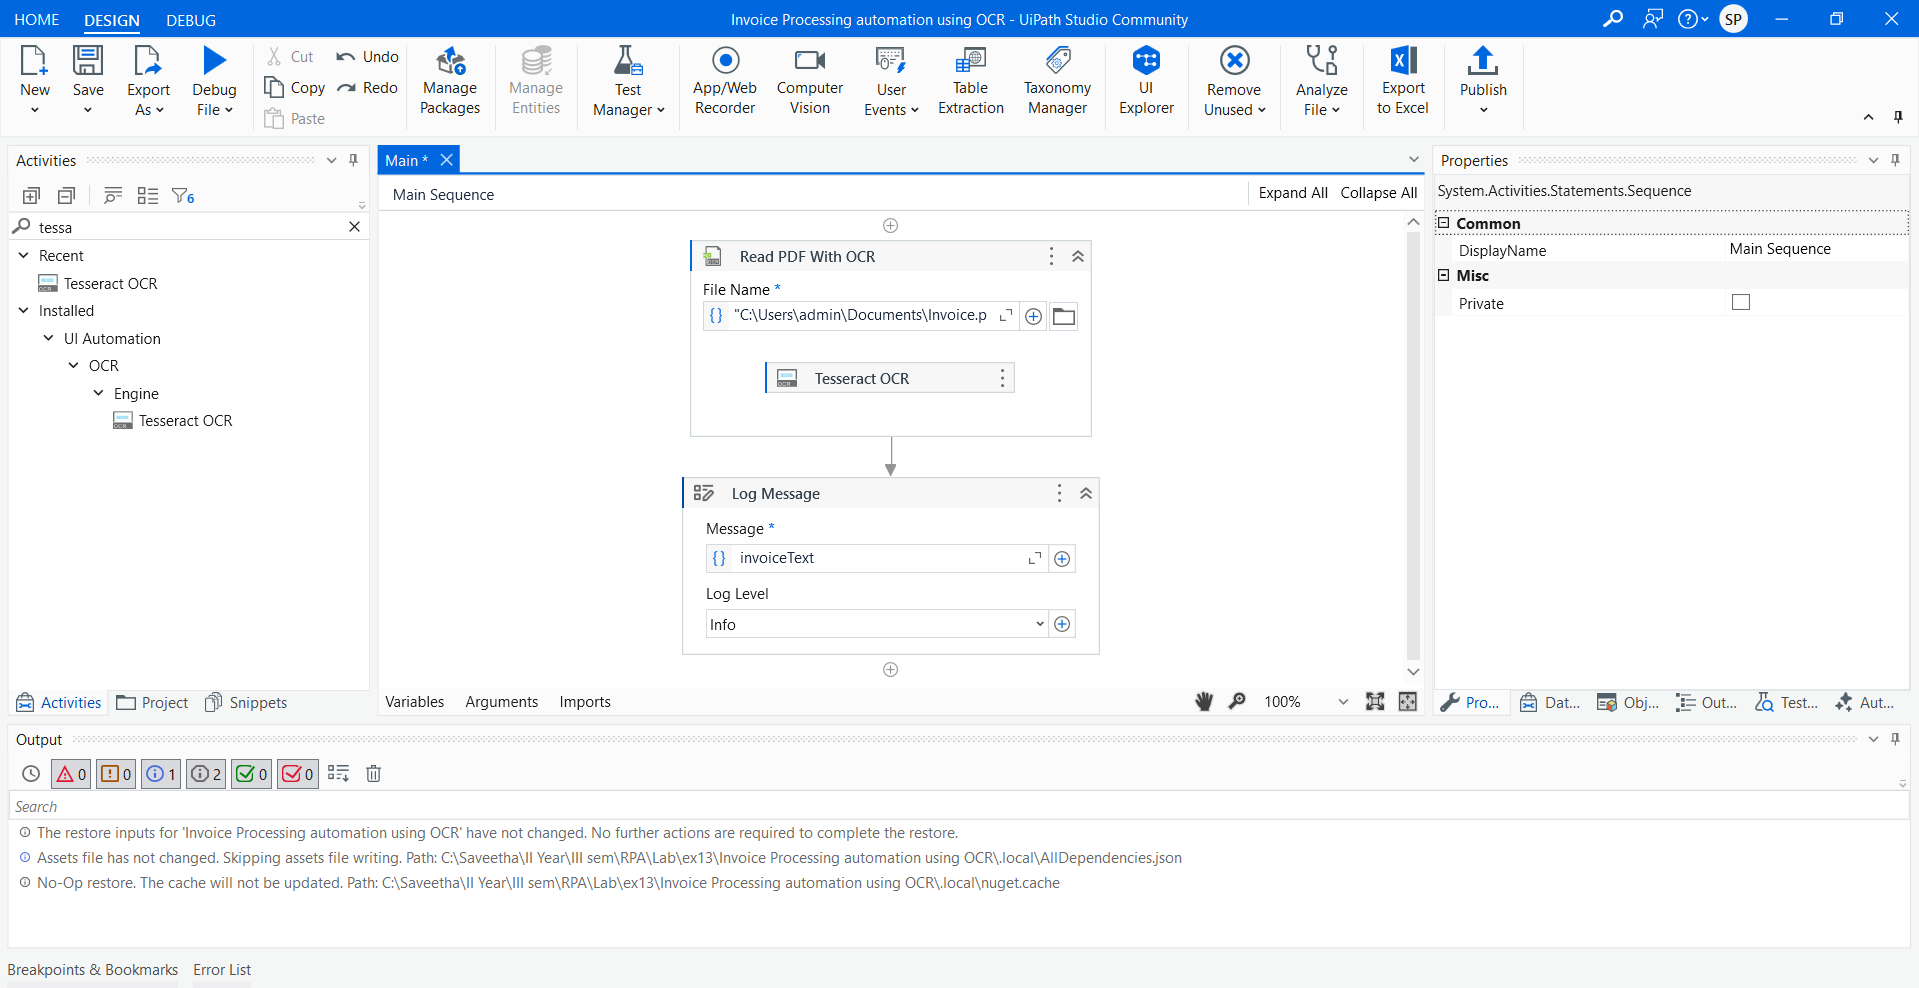 HOME DESIGN DEBUG
Invoice Processing automation using OCR - UiPath Studio Community
SP
New
Save
Export As
Debug File
Cut
Copy
Paste
Undo
Redo
Manage Packages
Manage Entities
Test Manager
App/Web Recorder
Computer Vision
User Events
Table Extraction
Taxonomy Manager
UI Explorer
Remove Unused
Analyze File
Export to Excel
Publish
Activities
6
tessa
Recent
Tesseract OCR
Installed
UI Automation
OCR
Engine
Tesseract OCR
Activities Project Snippets
Main *
Main Sequence
Expand All Collapse All
Read PDF With OCR
File Name *
{} "C:\Users\admin\Documents\Invoice.p
Tesseract OCR
Log Message
Message *
{} invoiceText
Log Level
Info
Variables Arguments Imports
100%
Properties
System.Activities.Statements.Sequence
Common
DisplayName Main Sequence
Misc
Private
Pro... Dat... Obj... Out... Test... Aut...
Output
0 0 1 2 0 0
Search
The restore inputs for 'Invoice Processing automation using OCR' have not changed. No further actions are required to complete the restore.
Assets file has not changed. Skipping assets file writing. Path: C:\Saveetha\II Year\III sem\RPA\Lab\ex13\Invoice Processing automation using OCR\.local\AllDependencies.json
No-Op restore. The cache will not be updated. Path: C:\Saveetha\II Year\III sem\RPA\Lab\ex13\Invoice Processing automation using OCR\.local\nuget.cache
Breakpoints & Bookmarks Error List